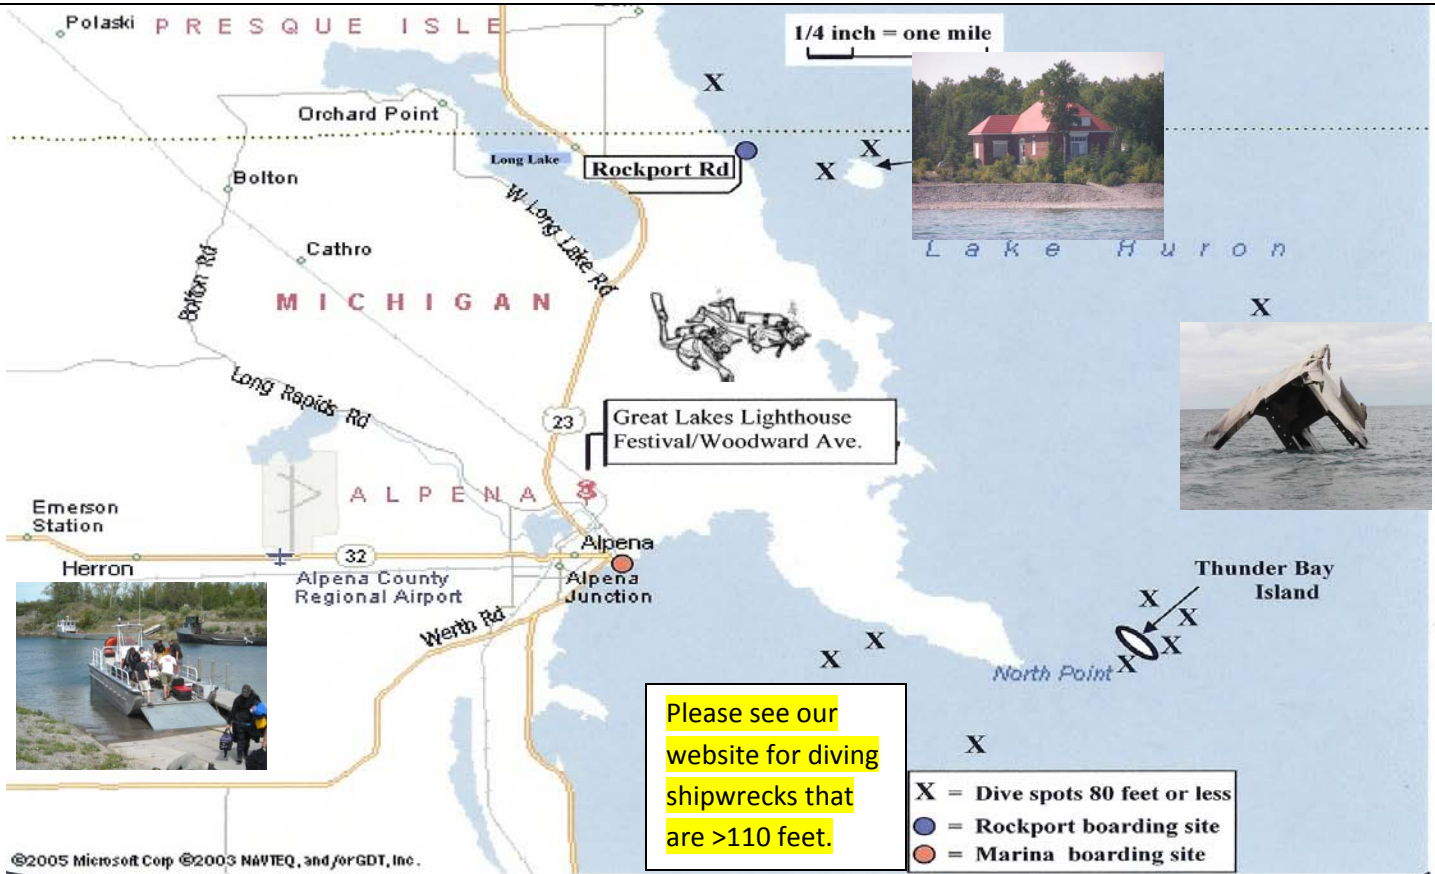 Polaski
PRESQUE ISLE
1/4 inch = one mile
X
Orchard Point
Long Lake
Rockport Rd
X
X
Bolton
W Long Lake Rd
Cathro
Bolton Rd
Lake Huron
MICHIGAN
X
Long Rapids Rd
23
Great Lakes Lighthouse
Festival/Woodward Ave.
ALPENA
Emerson
Station
Herron
32
Alpena
Alpena County
Regional Airport
Alpena
Junction
Werth Rd
Thunder Bay
Island
X
X
X
X
X
X
North Point
X
Please see our
website for diving
shipwrecks that
are >110 feet.
X = Dive spots 80 feet or less
= Rockport boarding site
= Marina boarding site
©2005 Microsoft Corp ©2003 NAVTEQ, and/or GDT, Inc.